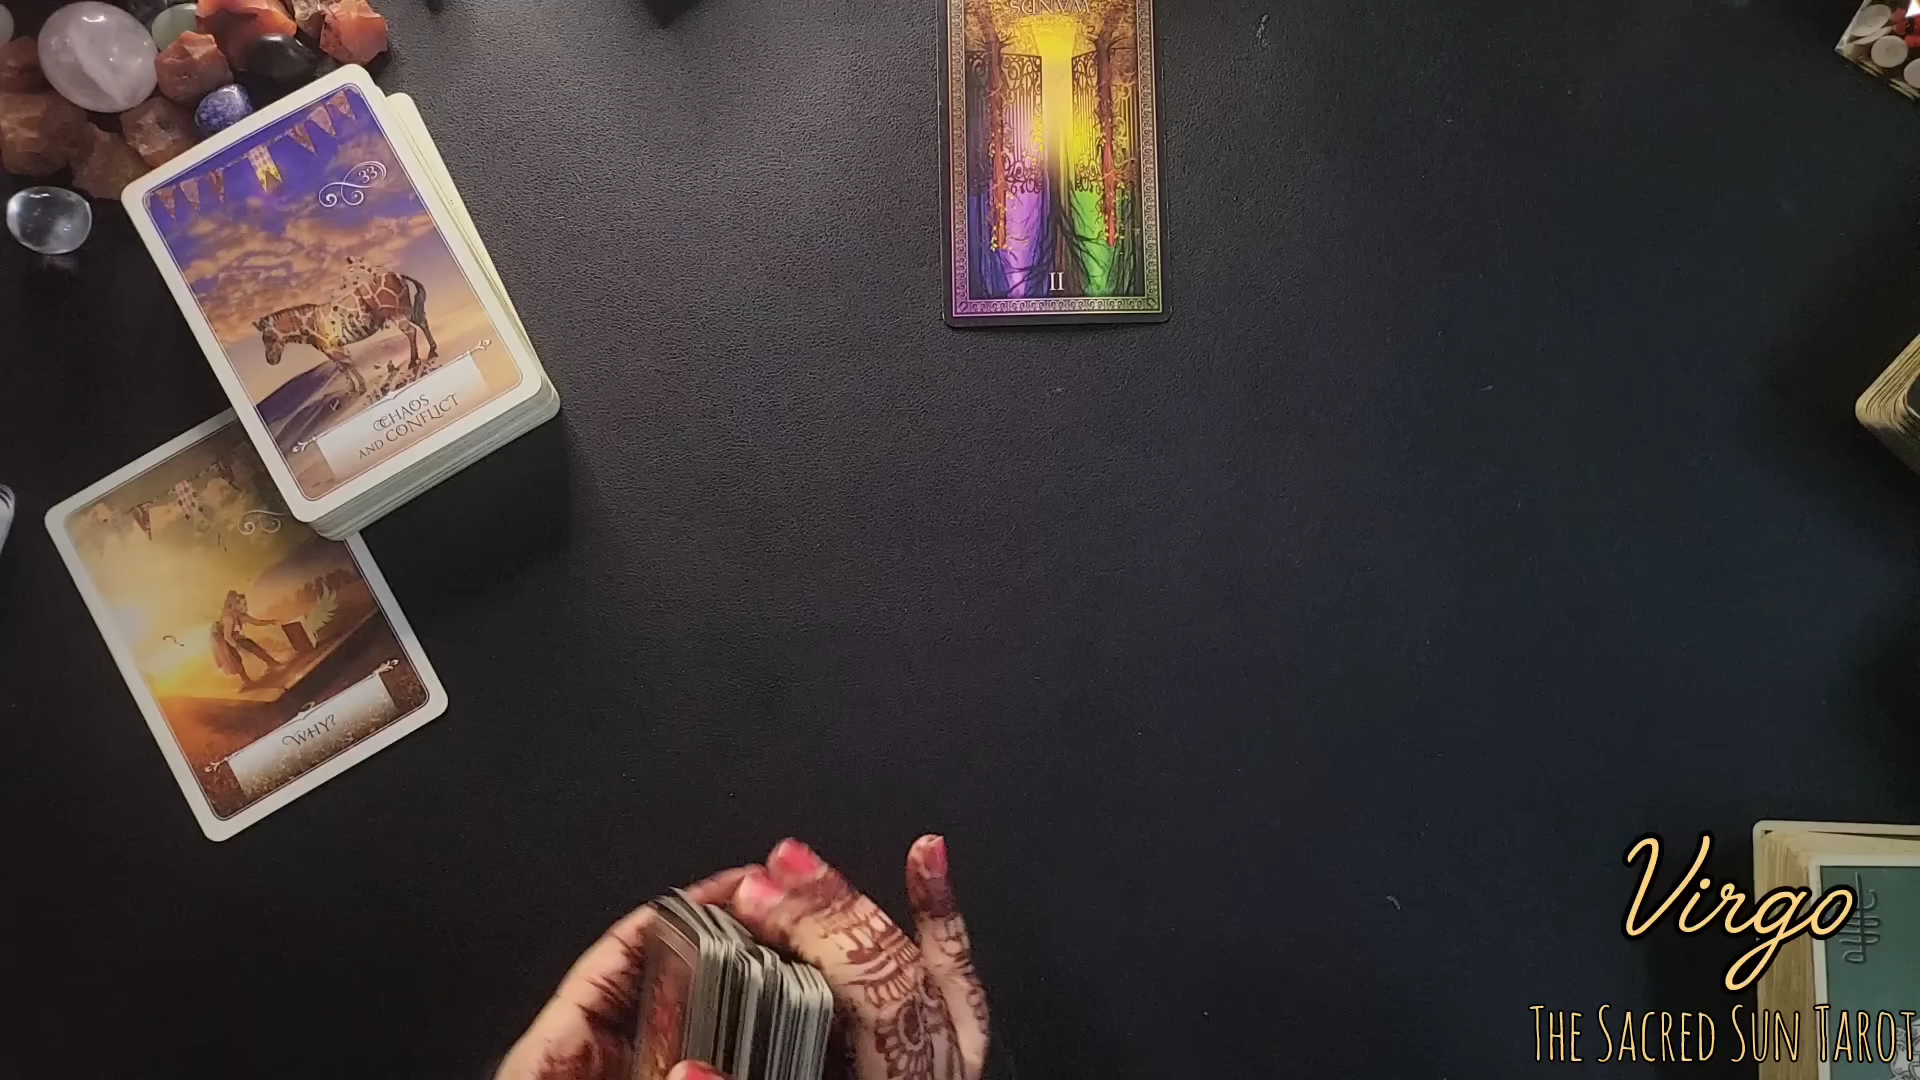 WANDS
II
33
CHAOS
AND CONFLICT
?
WHY?
Virgo
THE SACRED SUN TAROT